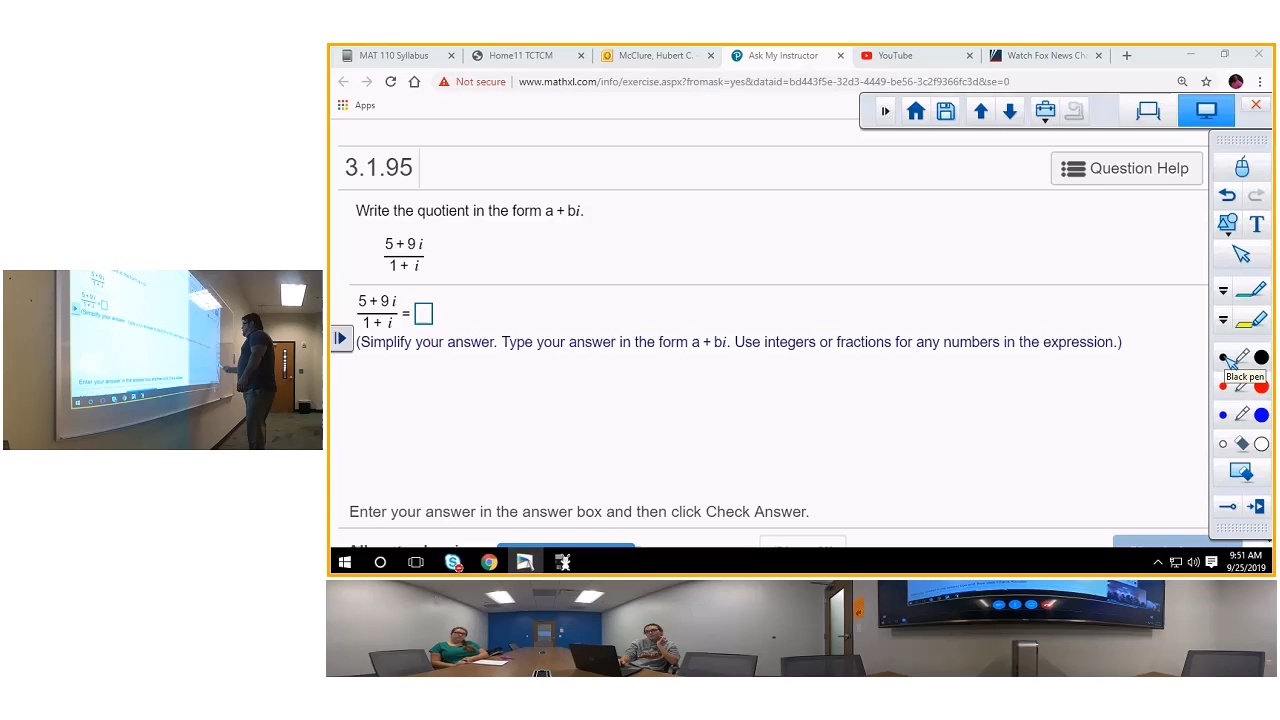 MAT 110 Syllabus
Home11 TCTCM
McClure, Hubert C. -
Ask My Instructor
YouTube
Watch Fox News Ch
Not secure
www.mathxl.com/info/exercise.aspx?fromask=yes&dataid=bd443f5e-32d3-4449-be56-3c2f9366fc3d&se=0
Apps
3.1.95
Question Help
Write the quotient in the form a + bi.
5 + 9 i
1 + i
5 + 9 i
1 + i
=
(Simplify your answer. Type your answer in the form a + bi. Use integers or fractions for any numbers in the expression.)
T
Black pen
Enter your answer in the answer box and then click Check Answer.
9:51 AM
9/25/2019